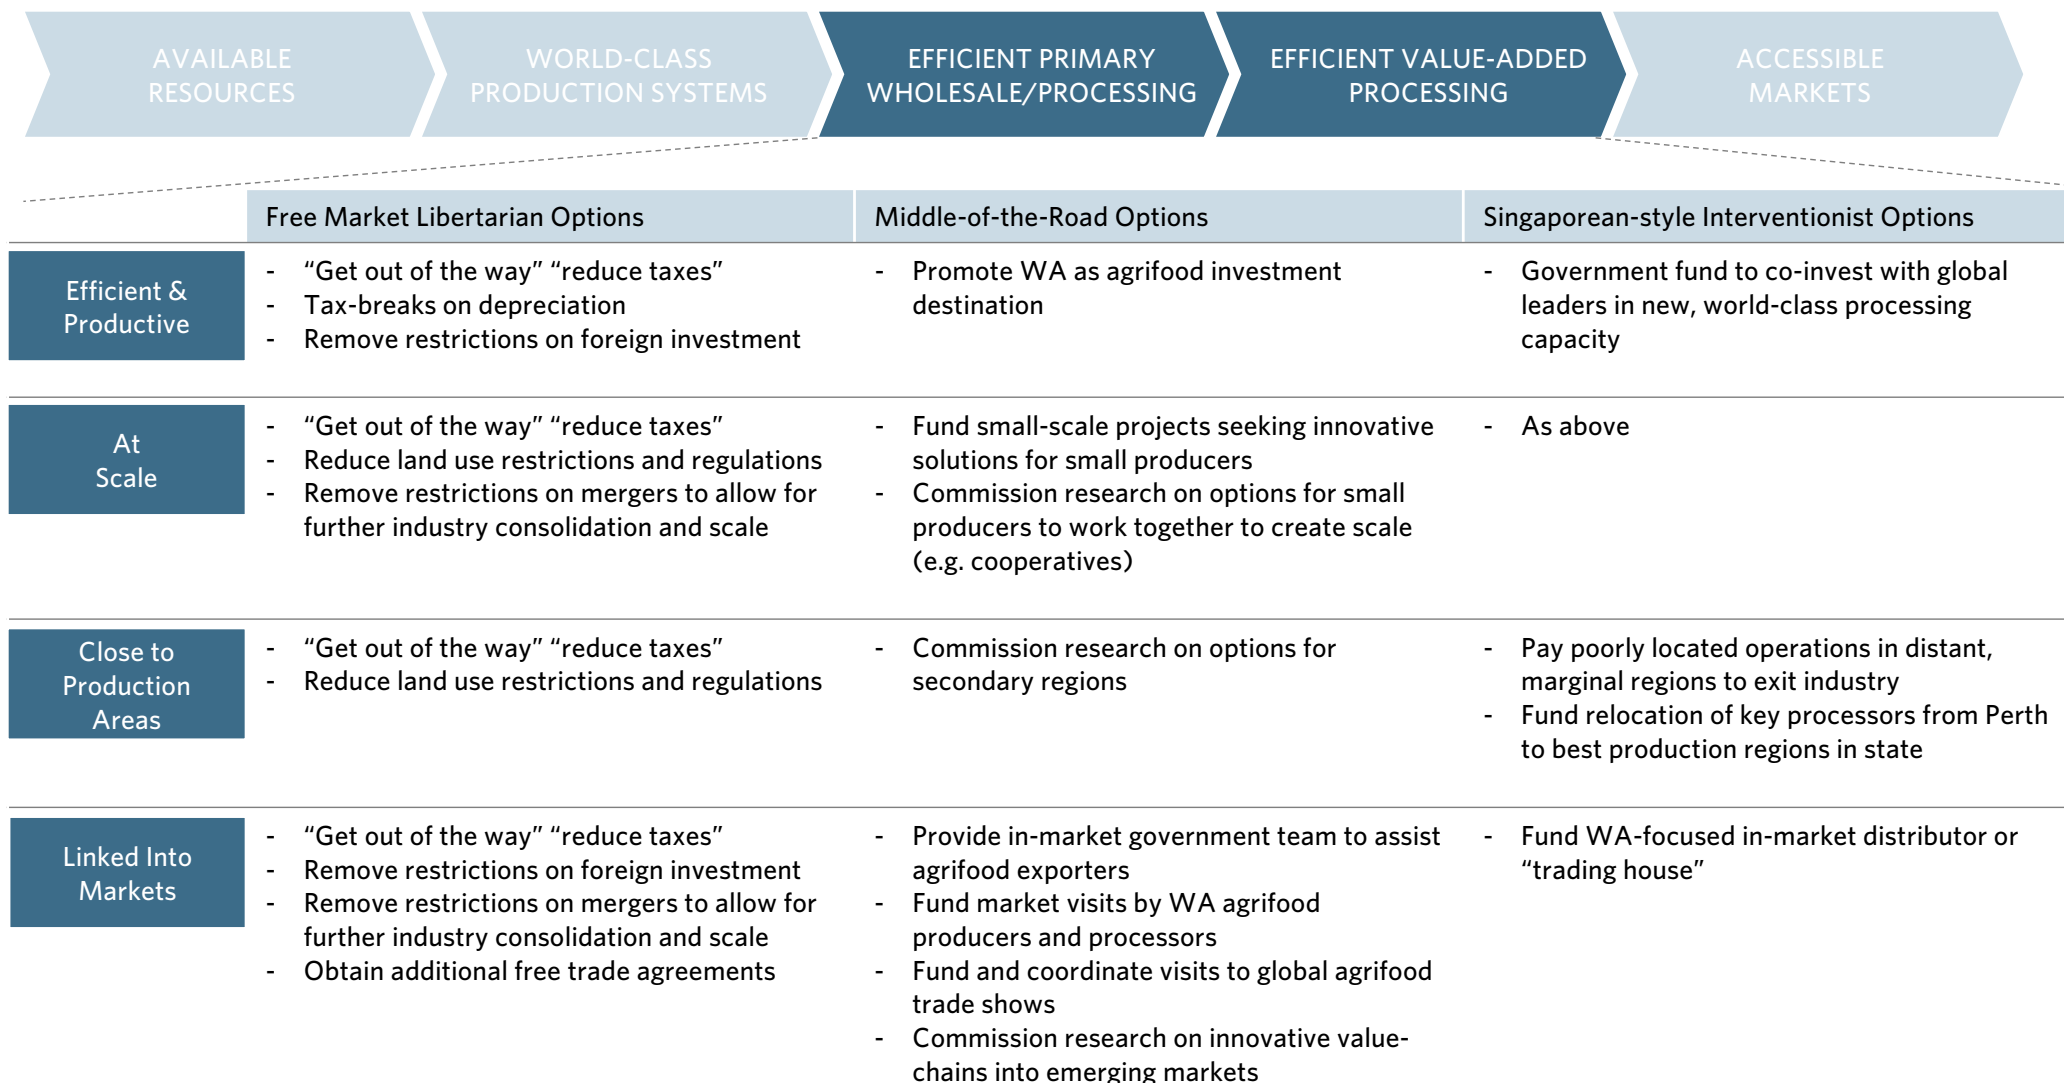 AVAILABLE
RESOURCES
WORLD-CLASS
PRODUCTION SYSTEMS
EFFICIENT PRIMARY
WHOLESALE/PROCESSING
EFFICIENT VALUE-ADDED
PROCESSING
ACCESSIBLE
MARKETS
Free Market Libertarian Options
Middle-of-the-Road Options
Singaporean-style Interventionist Options
Efficient &
Productive
- “Get out of the way” “reduce taxes”
- Tax-breaks on depreciation
- Remove restrictions on foreign investment
- Promote WA as agrifood investment
destination
- Government fund to co-invest with global
leaders in new, world-class processing
capacity
At
Scale
- “Get out of the way” “reduce taxes”
- Reduce land use restrictions and regulations
- Remove restrictions on mergers to allow for
further industry consolidation and scale
- Fund small-scale projects seeking innovative
solutions for small producers
- Commission research on options for small
producers to work together to create scale
(e.g. cooperatives)
- As above
Close to
Production
Areas
- “Get out of the way” “reduce taxes”
- Reduce land use restrictions and regulations
- Commission research on options for
secondary regions
- Pay poorly located operations in distant,
marginal regions to exit industry
- Fund relocation of key processors from Perth
to best production regions in state
Linked Into
Markets
- “Get out of the way” “reduce taxes”
- Remove restrictions on foreign investment
- Remove restrictions on mergers to allow for
further industry consolidation and scale
- Obtain additional free trade agreements
- Provide in-market government team to assist
agrifood exporters
- Fund market visits by WA agrifood
producers and processors
- Fund and coordinate visits to global agrifood
trade shows
- Commission research on innovative value-
chains into emerging markets
- Fund WA-focused in-market distributor or
“trading house”